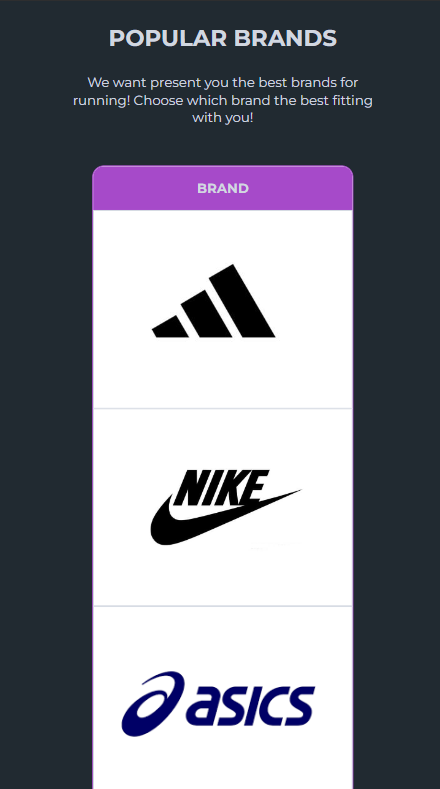 POPULAR BRANDS
We want present you the best brands for
running! Choose which brand the best fitting
with you!
BRAND
NIKE
asics